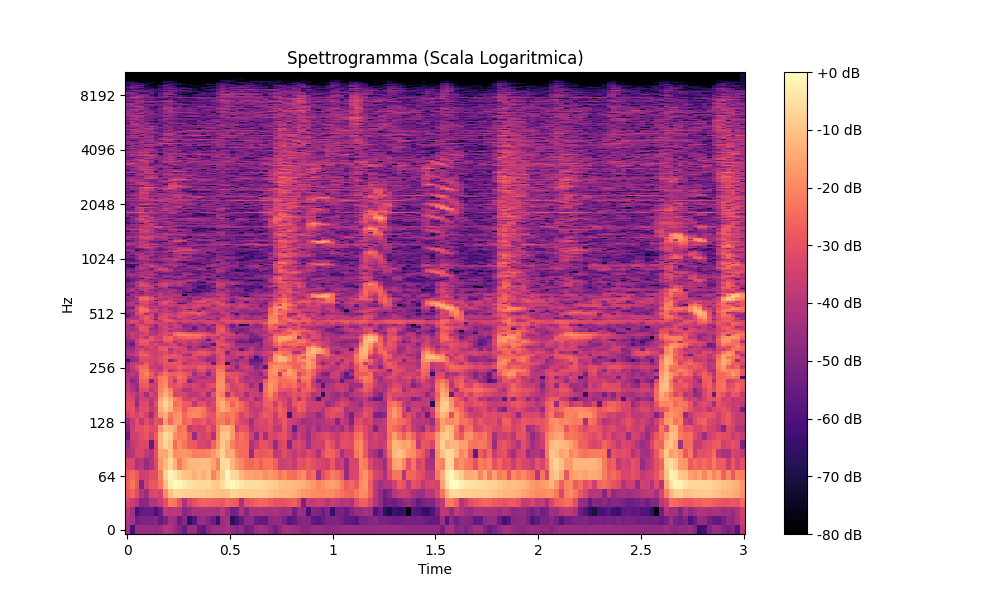 Spettrogramma (Scala Logaritmica)
Hz
8192
4096
2048
1024
512
256
128
64
0
0 0.5 1 1.5 2 2.5 3
Time
+0 dB
-10 dB
-20 dB
-30 dB
-40 dB
-50 dB
-60 dB
-70 dB
-80 dB